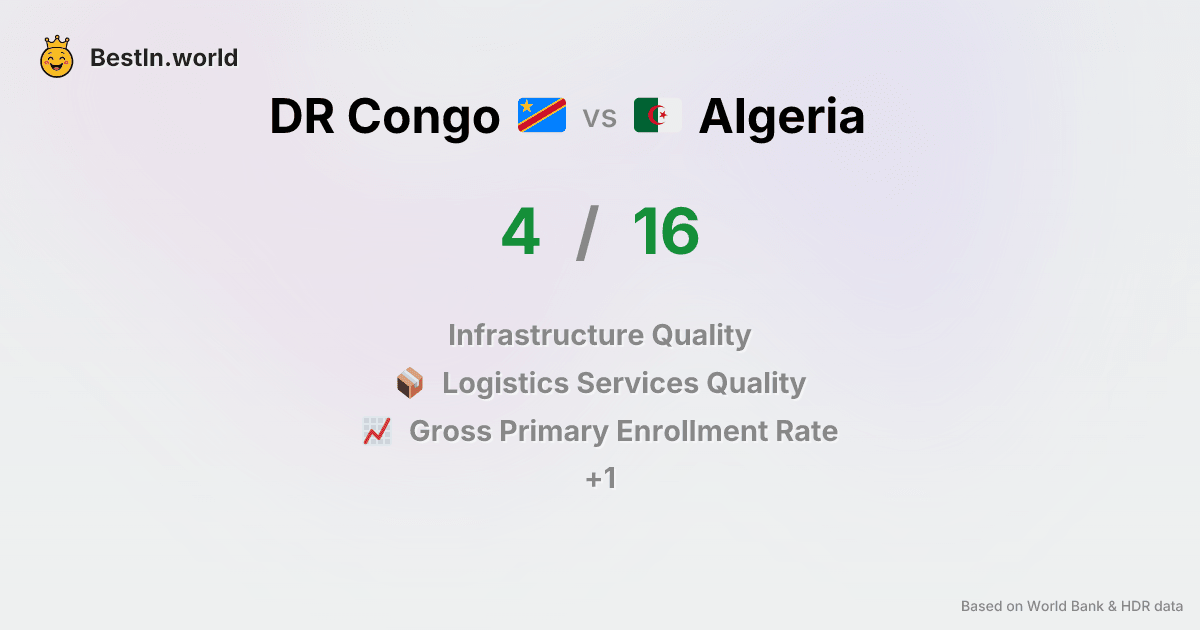 BestIn.world
DR Congo vs Algeria
4 / 16
Infrastructure Quality
Logistics Services Quality
Gross Primary Enrollment Rate
+1
Based on World Bank & HDR data